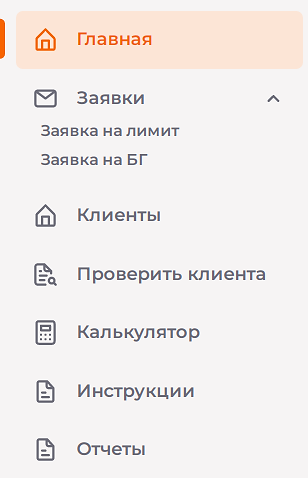 Главная
Заявки
Заявка на лимит
Заявка на БГ
Клиенты
Проверить клиента
Калькулятор
Инструкции
Отчеты